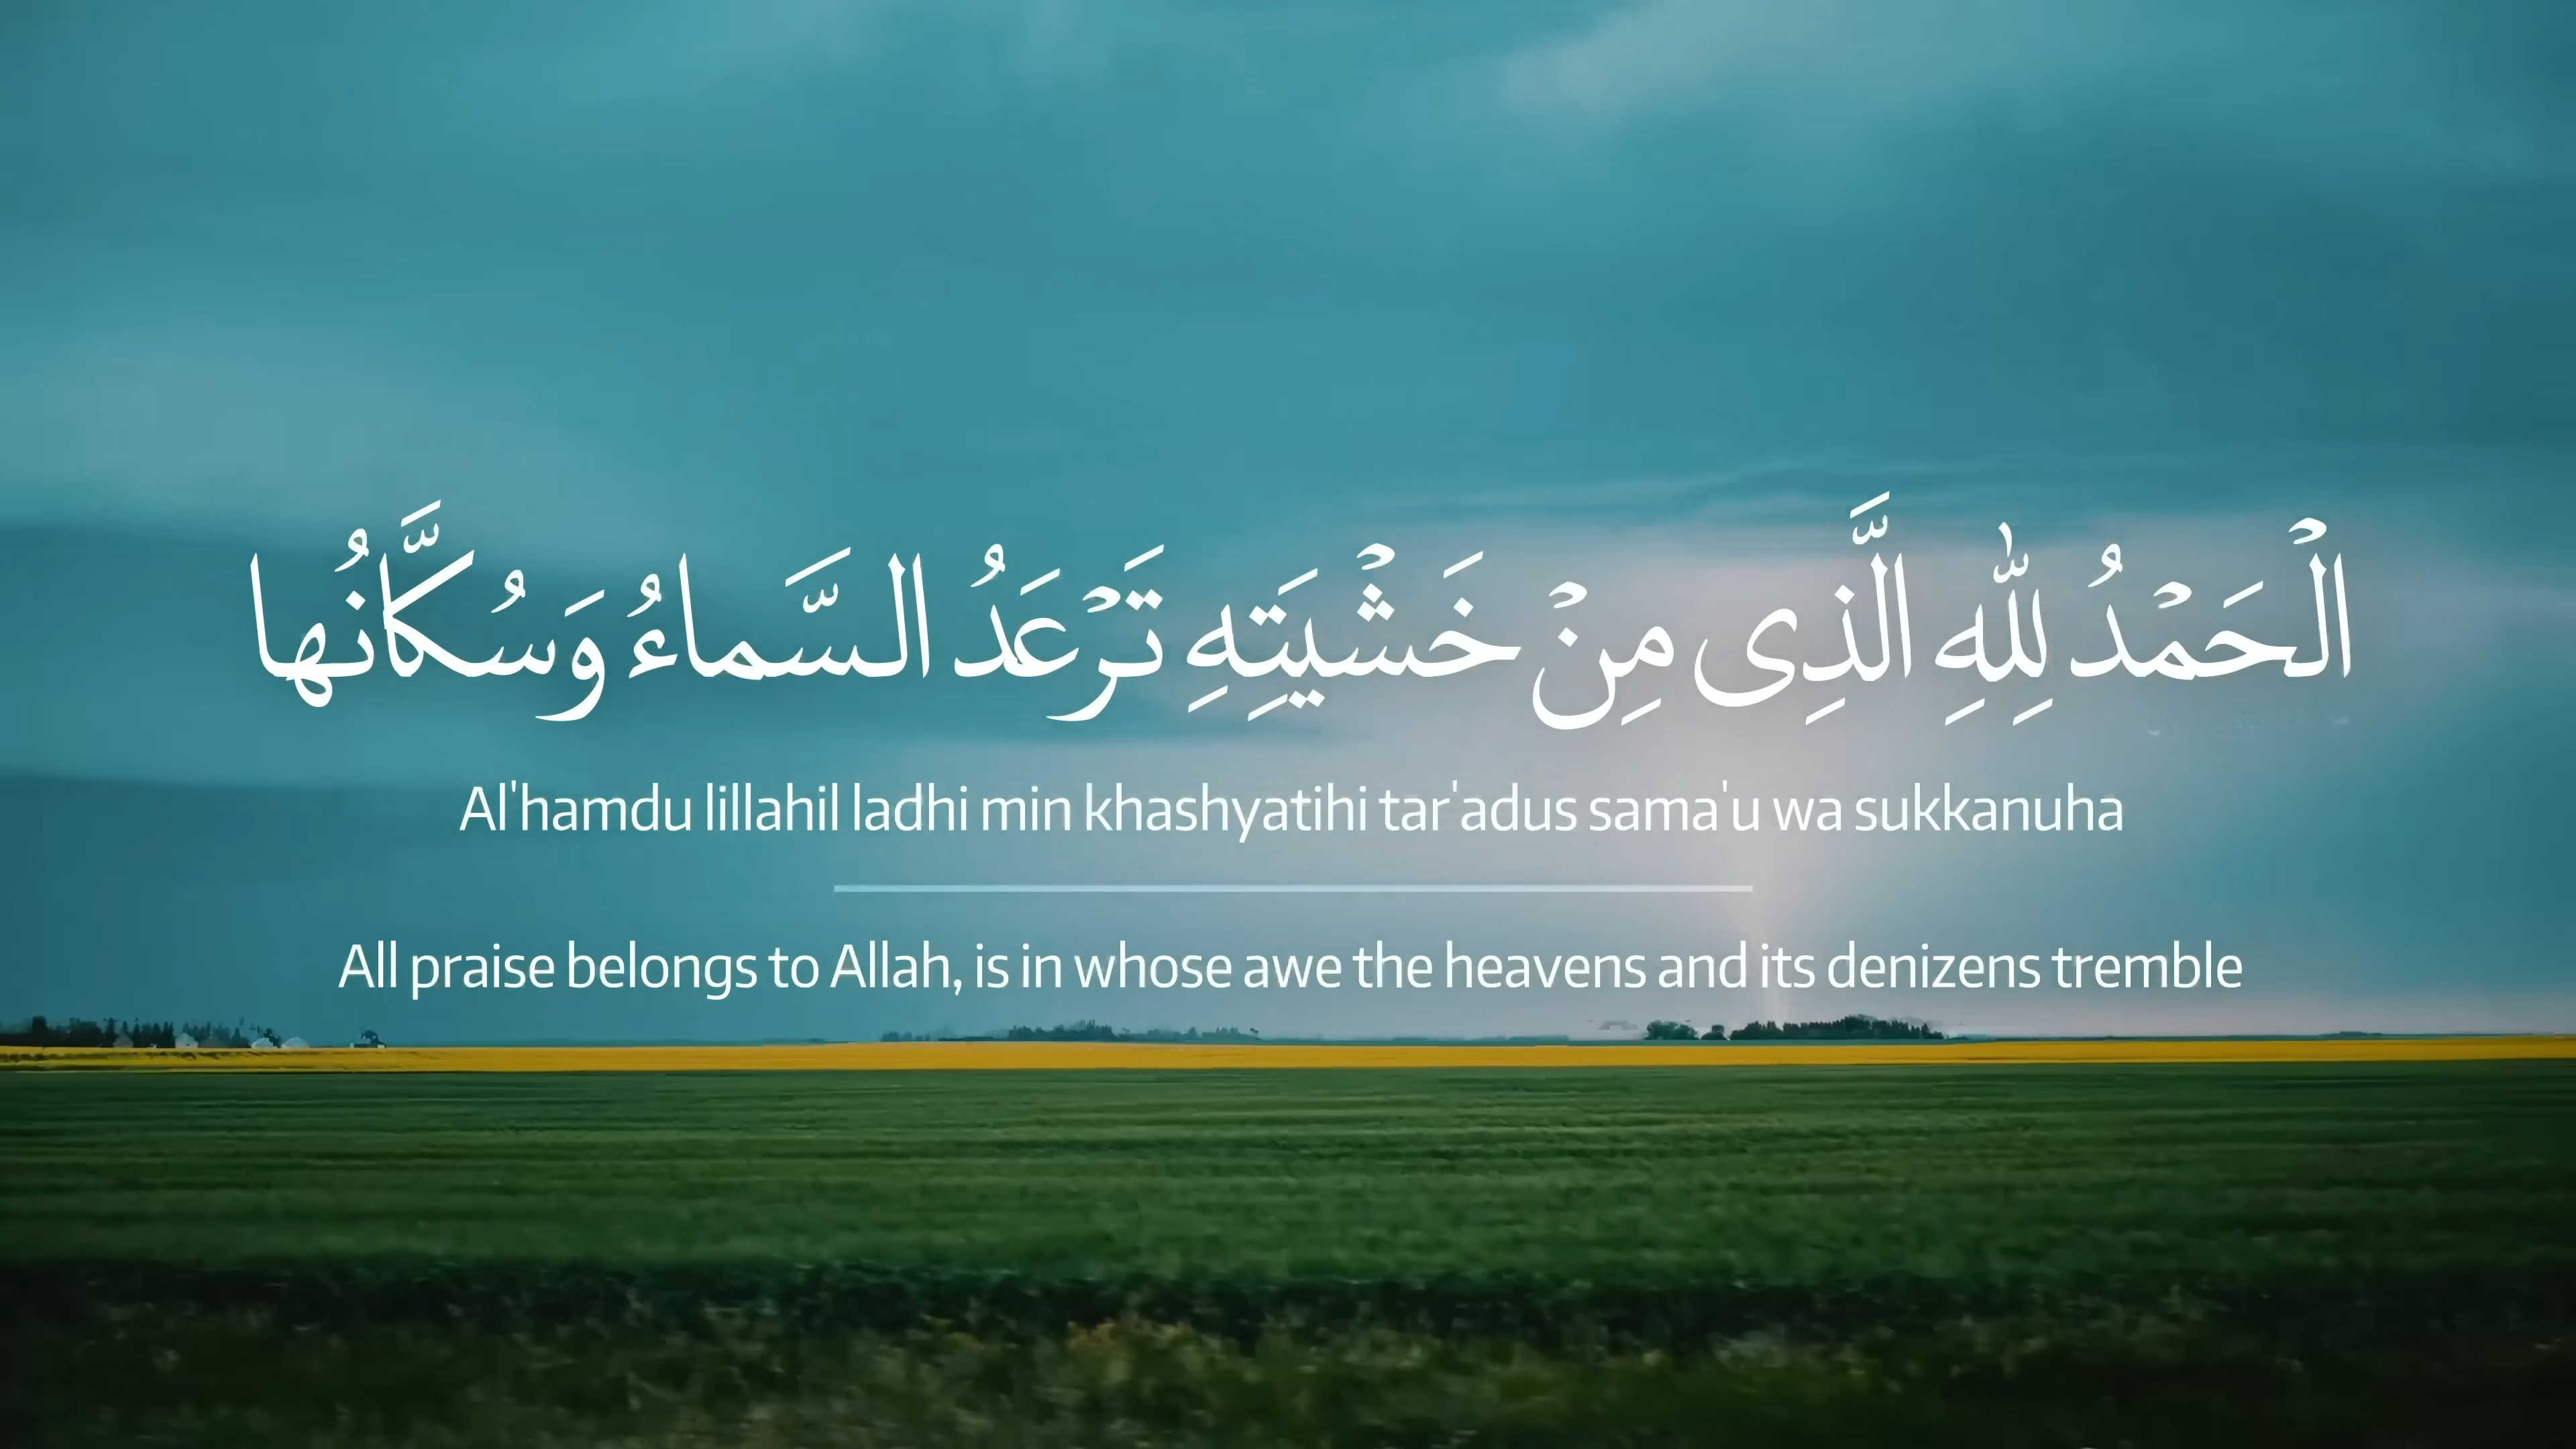 الْحَمْدُ لِلّٰهِ الَّذِى مِنْ خَشْيَتِهِ تَرْعَدُ السَّماءُ وَسُكَّانُها
Al'hamdu lillahil ladhi min khashyatihi tar'adus sama'u wa sukkanuha
All praise belongs to Allah, is in whose awe the heavens and its denizens tremble